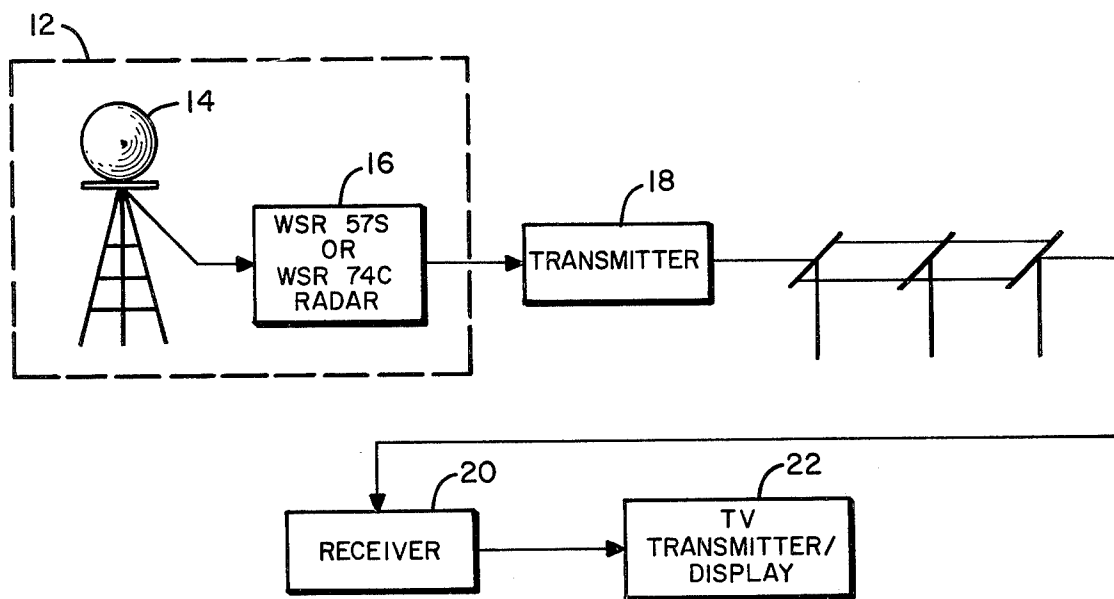 12
14
16
WSR 57S
OR
WSR 74C
RADAR
18
TRANSMITTER
20
RECEIVER
22
TV
TRANSMITTER/
DISPLAY